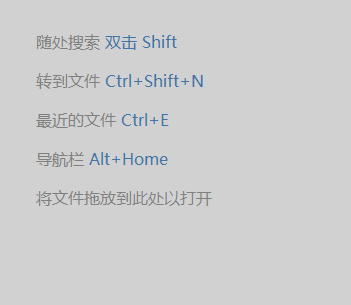 随处搜索 双击 Shift
转到文件 Ctrl+Shift+N
最近的文件 Ctrl+E
导航栏 Alt+Home
将文件拖放到此处以打开